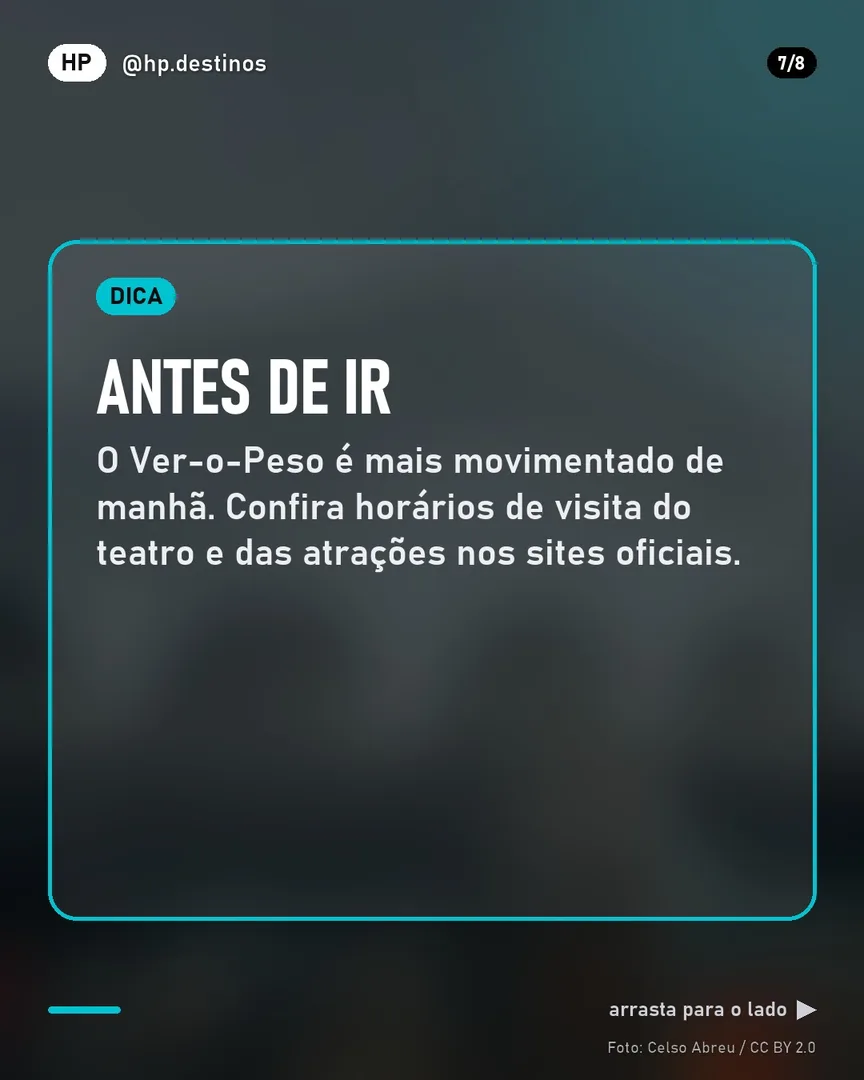 HP @hp.destinos
7/8
DICA
ANTES DE IR
O Ver-o-Peso é mais movimentado de
manhã. Confira horários de visita do
teatro e das atrações nos sites oficiais.
arrasta para o lado ▶
Foto: Celso Abreu / CC BY 2.0